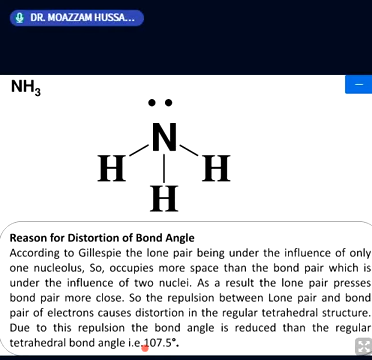 DR. MOAZZAM HUSSA...
NH₃
N
H H
H
Reason for Distortion of Bond Angle
According to Gillespie the lone pair being under the influence of only
one nucleolus, So, occupies more space than the bond pair which is
under the influence of two nuclei. As a result the lone pair presses
bond pair more close. So the repulsion between Lone pair and bond
pair of electrons causes distortion in the regular tetrahedral structure.
Due to this repulsion the bond angle is reduced than the regular
tetrahedral bond angle i.e.107.5°.